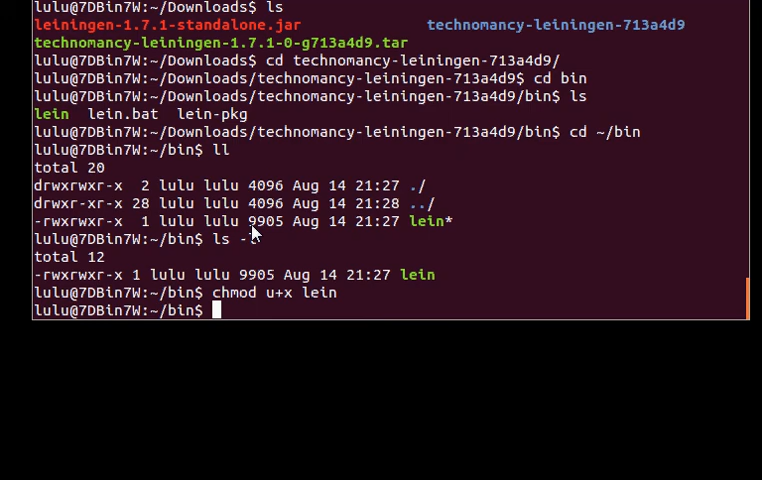 lulu@7DBin7W:~/Downloads$ ls
leiningen-1.7.1-standalone.jar technomancy-leiningen-713a4d9
technomancy-leiningen-1.7.1-0-g713a4d9.tar
lulu@7DBin7W:~/Downloads$ cd technomancy-leiningen-713a4d9/
lulu@7DBin7W:~/Downloads/technomancy-leiningen-713a4d9$ cd bin
lulu@7DBin7W:~/Downloads/technomancy-leiningen-713a4d9/bin$ ls
lein lein.bat lein-pkg
lulu@7DBin7W:~/Downloads/technomancy-leiningen-713a4d9/bin$ cd ~/bin
lulu@7DBin7W:~/bin$ ll
total 20
drwxrwxr-x 2 lulu lulu 4096 Aug 14 21:27 ./
drwxr-xr-x 28 lulu lulu 4096 Aug 14 21:28 ../
-rwxrwxr-x 1 lulu lulu 9905 Aug 14 21:27 lein*
lulu@7DBin7W:~/bin$ ls
total 12
-rwxrwxr-x 1 lulu lulu 9905 Aug 14 21:27 lein
lulu@7DBin7W:~/bin$ chmod u+x lein
lulu@7DBin7W:~/bin$